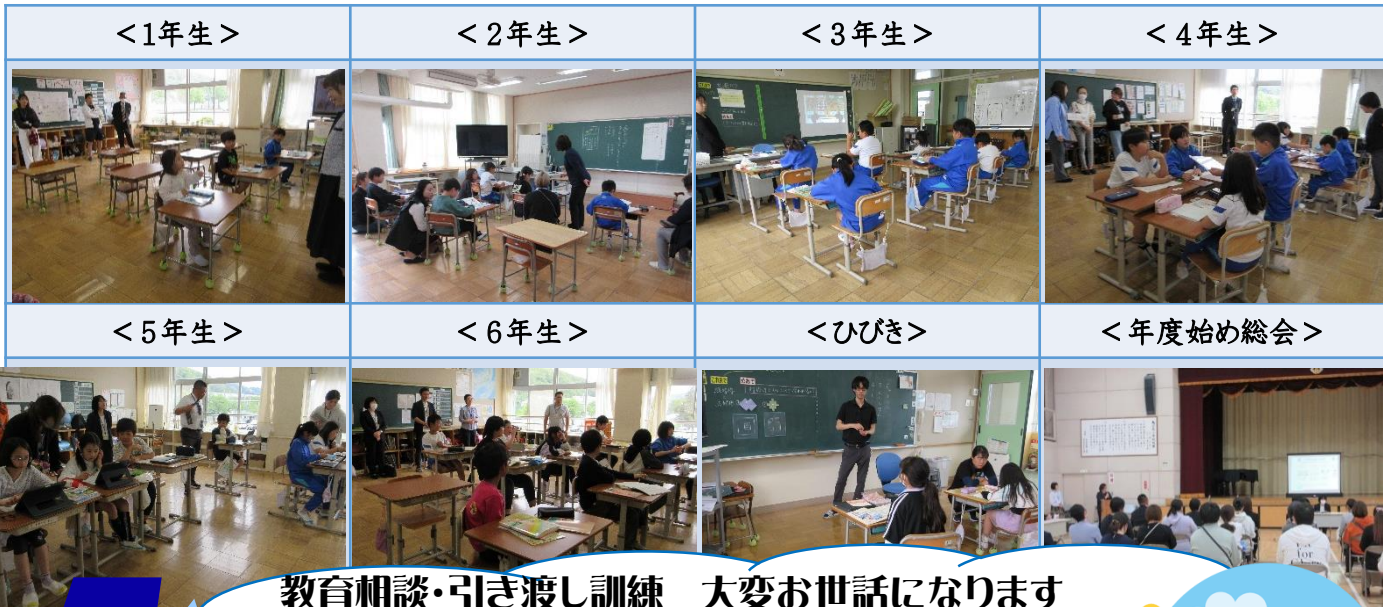 ＜1年生＞
＜2年生＞
＜3年生＞
＜4年生＞
＜5年生＞
＜6年生＞
＜ひびき＞
＜年度始め総会＞
教育相談・引き渡し訓練　大変お世話になります